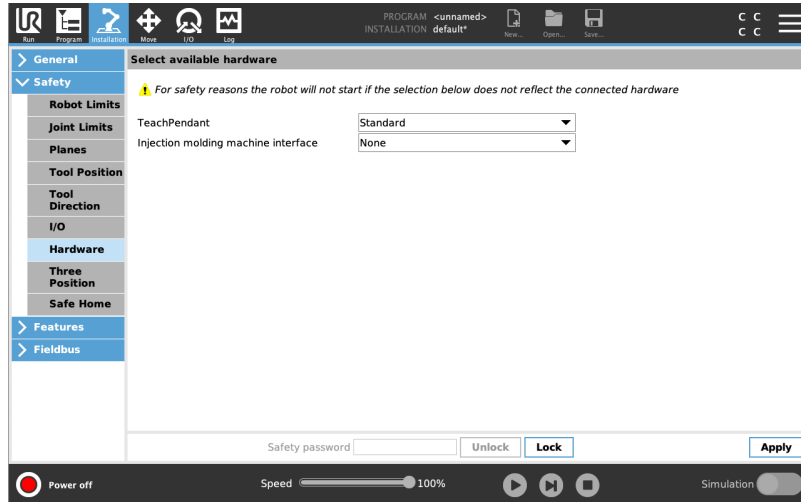 UR
PROGRAM <unnamed>
INSTALLATION default*
C C
C C
Run Program Installation Move I/O Log New... Open... Save...
General
Select available hardware
Safety
For safety reasons the robot will not start if the selection below does not reflect the connected hardware
Robot Limits
TeachPendant Standard
Joint Limits
Injection molding machine interface None
Planes
Tool Position
Tool
Direction
I/O
Hardware
Three
Position
Safe Home
Features
Fieldbus
Safety password Unlock Lock Apply
Power off Speed 100% Simulation